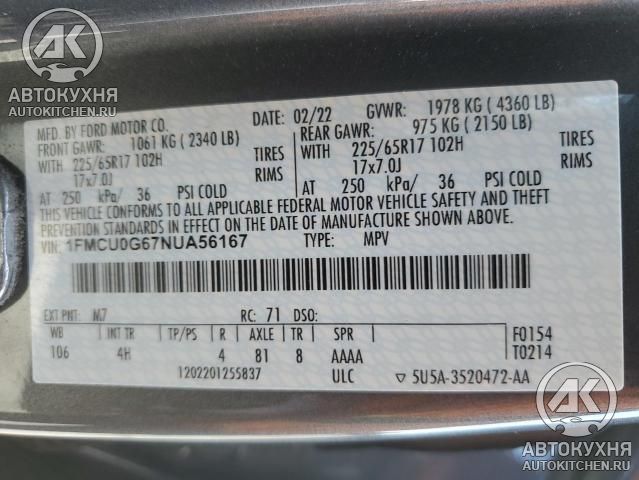 AK
АВТОКУХНЯ
AUTOKITCHEN.RU
MFD. BY FORD MOTOR CO.
DATE: 02/22 GVWR: 1978 KG ( 4360 LB)
FRONT GAWR: 1061 KG ( 2340 LB) REAR GAWR: 975 KG ( 2150 LB)
WITH 225/65R17 102H TIRES WITH 225/65R17 102H TIRES
17x7.0J RIMS 17x7.0J RIMS
AT 250 kPa/ 36 PSI COLD AT 250 kPa/ 36 PSI COLD
THIS VEHICLE CONFORMS TO ALL APPLICABLE FEDERAL MOTOR VEHICLE SAFETY AND THEFT
PREVENTION STANDARDS IN EFFECT ON THE DATE OF MANUFACTURE SHOWN ABOVE.
VIN: 1FMCU0G67NUA56167 TYPE: MPV
EXT PNT: M7 RC: 71 DSO:
WB INT TR TP/PS R AXLE TR SPR F0154
106 4H 4 81 8 AAAA T0214
1202201255837 ULC ▽ 5U5A-3520472-AA
AK
АВТОКУХНЯ
AUTOKITCHEN.RU